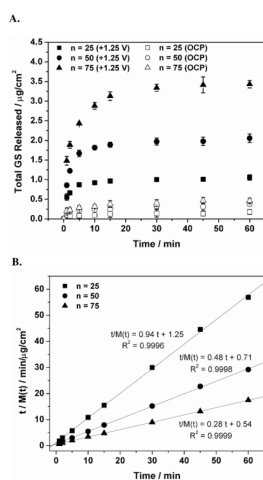 A.
n = 25 (+1.25 V)
n = 50 (+1.25 V)
n = 75 (+1.25 V)
n = 25 (OCP)
n = 50 (OCP)
n = 75 (OCP)
Total GS Released / μg/cm²
4.5
4.0
3.5
3.0
2.5
2.0
1.5
1.0
0.5
0.0
0 10 20 30 40 50 60
Time / min
B.
n = 25
n = 50
n = 75
t / M(t) / min/μg/cm²
60
50
40
30
20
10
0
t/M(t) = 0.94 t + 1.25
R² = 0.9996
t/M(t) = 0.48 t + 0.71
R² = 0.9998
t/M(t) = 0.28 t + 0.54
R² = 0.9999
0 10 20 30 40 50 60
Time / min